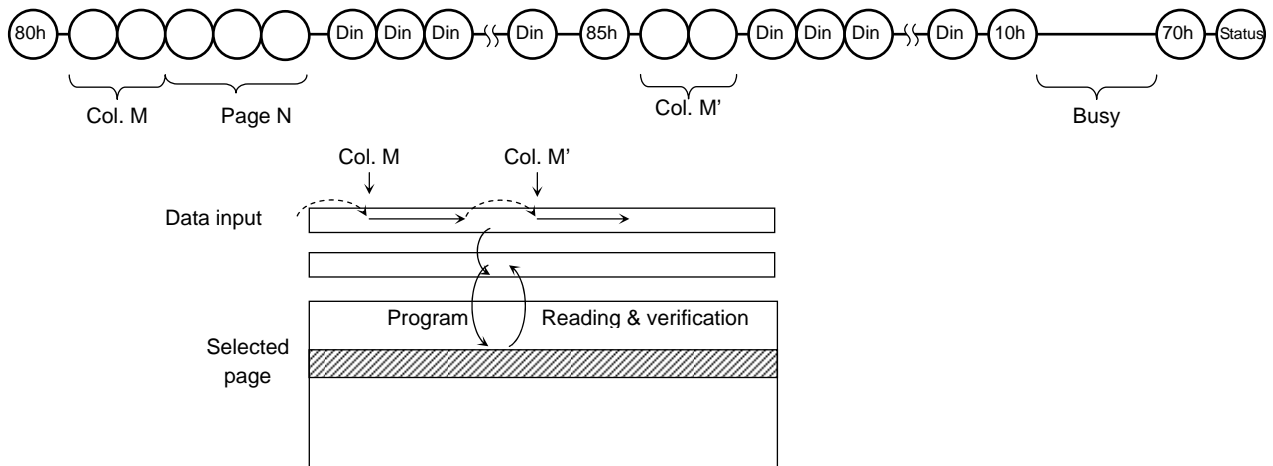 80h Din Din Din Din 85h Din Din Din Din 10h 70h Status
Col. M Page N Col. M’ Busy
Col. M Col. M’
Data input
Program Reading & verification
Selected
page